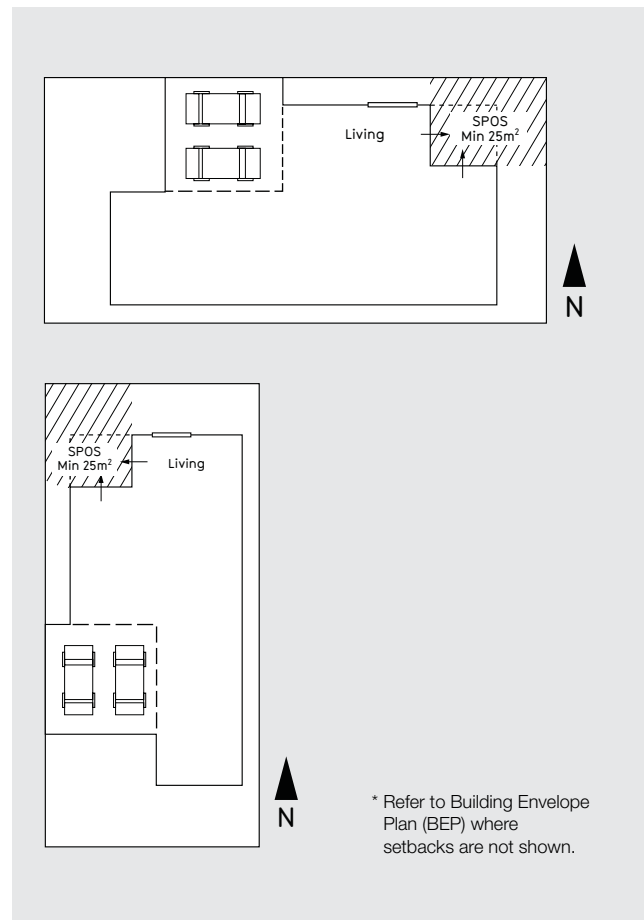 SPOS
Living
Min 25m²
N
SPOS
Min 25m²
Living
N
* Refer to Building Envelope
Plan (BEP) where
setbacks are not shown.